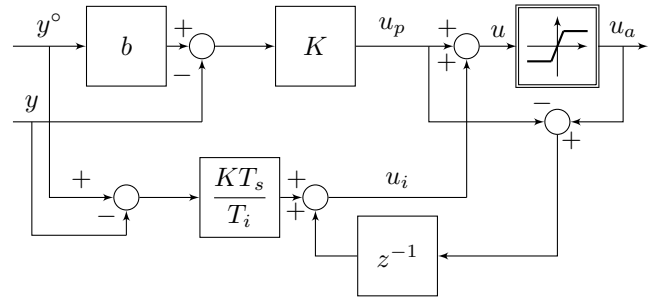 y° b + − K u_p + + u u_a
y
− +
+ − KT_s/T_i + + u_i
z⁻¹